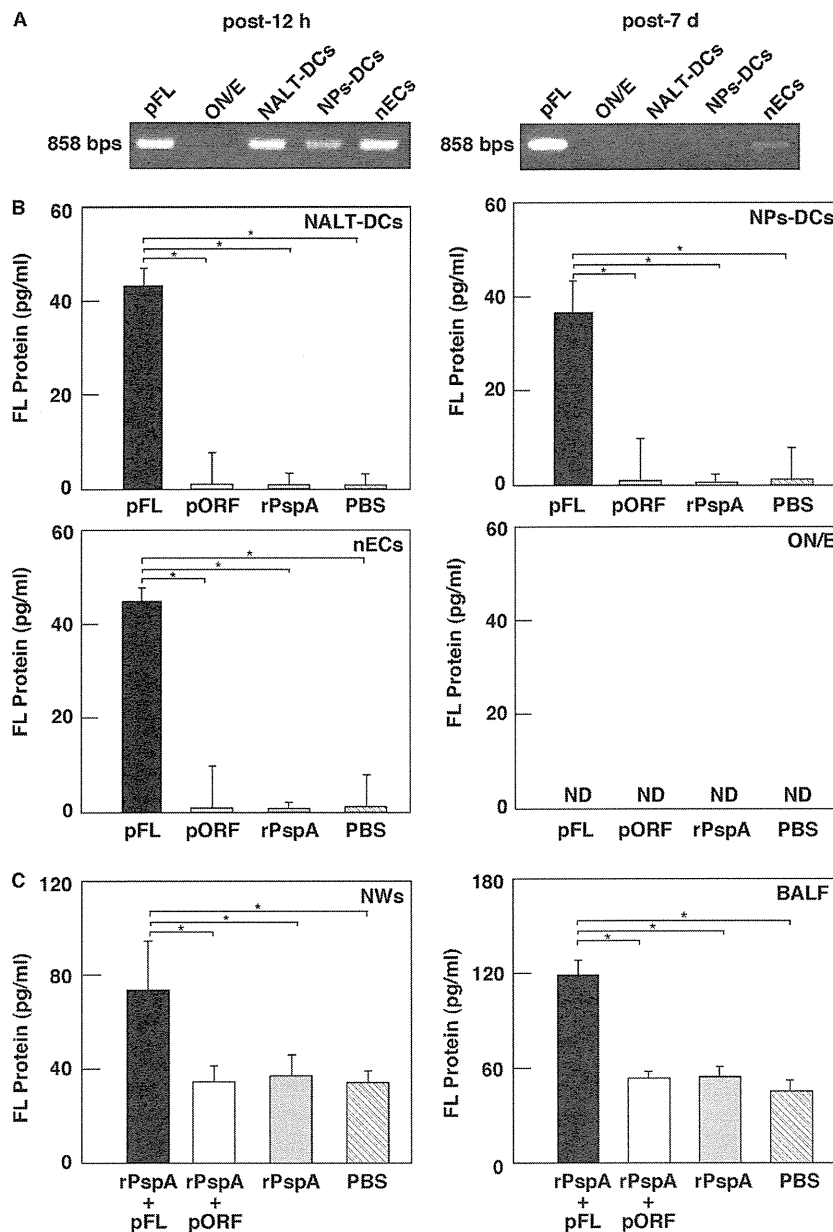 A
post-12 h
post-7 d
pFL ON/E NALT-DCs NPs-DCs nECs
pFL ON/E NALT-DCs NPs-DCs nECs
858 bps
858 bps
B
NALT-DCs
FL Protein (pg/ml)
60
40
20
0
* * *
pFL pORF rPspA PBS
NPs-DCs
FL Protein (pg/ml)
60
40
20
0
* * *
pFL pORF rPspA PBS
nECs
FL Protein (pg/ml)
60
40
20
0
* * *
pFL pORF rPspA PBS
ON/E
FL Protein (pg/ml)
60
40
20
0
ND ND ND ND
pFL pORF rPspA PBS
C
NWs
FL Protein (pg/ml)
120
80
40
0
* * *
rPspA + pFL
rPspA + pORF
rPspA
PBS
BALF
FL Protein (pg/ml)
180
120
60
0
* * *
rPspA + pFL
rPspA + pORF
rPspA
PBS